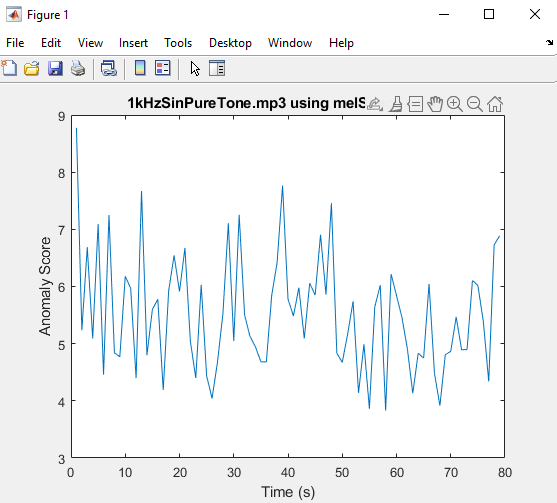 Figure 1
File Edit View Insert Tools Desktop Window Help
1kHzSinPureTone.mp3 using melS
9
8
7
6
5
4
3
Anomaly Score
0 10 20 30 40 50 60 70 80
Time (s)